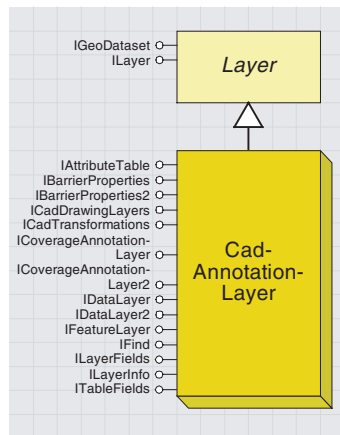 IGeoDataset
ILayer
Layer
IAttributeTable
IBarrierProperties
IBarrierProperties2
ICadDrawingLayers
ICadTransformations
ICoverageAnnotation-
Layer
ICoverageAnnotation-
Layer2
IDataLayer
IDataLayer2
IFeatureLayer
IFind
ILayerFields
ILayerInfo
ITableFields
Cad-
Annotation-
Layer